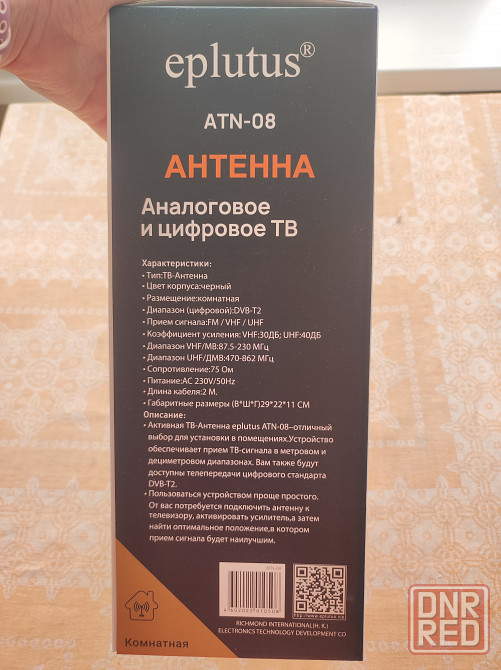 eplutus®
ATN-08
АНТЕННА
Аналоговое
и цифровое ТВ
Характеристики:
• Тип:ТВ-Антенна
• Цвет корпуса:черный
• Размещение:комнатная
• Диапазон (цифровой):DVB-T2
• Прием сигнала:FM / VHF / UHF
• Коэффициент усиления: VHF:30ДБ; UHF:40ДБ
• Диапазон VHF/МВ:87.5-230 МГц
• Диапазон UHF/ДМВ:470-862 МГц
• Сопротивление:75 Ом
• Питание:AC 230V/50Hz
• Длина кабеля:2 М.
• Габаритные размеры (В*Ш*Г)29*22*11 СМ
Описание:
• Активная ТВ-Антенна eplutus ATN-08–отличный
выбор для установки в помещениях.Устройство
обеспечивает прием ТВ-сигнала в метровом и
дециметровом диапазонах. Вам также будут
доступны телепередачи цифрового стандарта
DVB-T2.
• Пользоваться устройством проще простого.
От вас потребуется подключить антенну к
телевизору, активировать усилитель,а затем
найти оптимальное положение,в котором
прием сигнала будет наилучшим.
ATN-08
Комнатная
RICHMOND INTERNATIONAL(H. K.)
ELECTRONICS TECHNOLOGY DEVELOPMENT CO
DNR
RED